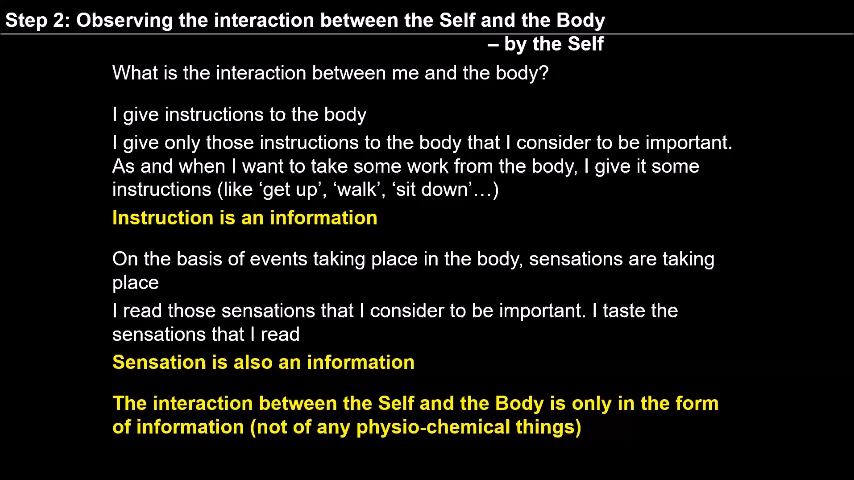 Step 2: Observing the interaction between the Self and the Body
– by the Self
What is the interaction between me and the body?
I give instructions to the body
I give only those instructions to the body that I consider to be important.
As and when I want to take some work from the body, I give it some
instructions (like ‘get up’, ‘walk’, ‘sit down’…)
Instruction is an information
On the basis of events taking place in the body, sensations are taking
place
I read those sensations that I consider to be important. I taste the
sensations that I read
Sensation is also an information
The interaction between the Self and the Body is only in the form
of information (not of any physio-chemical things)